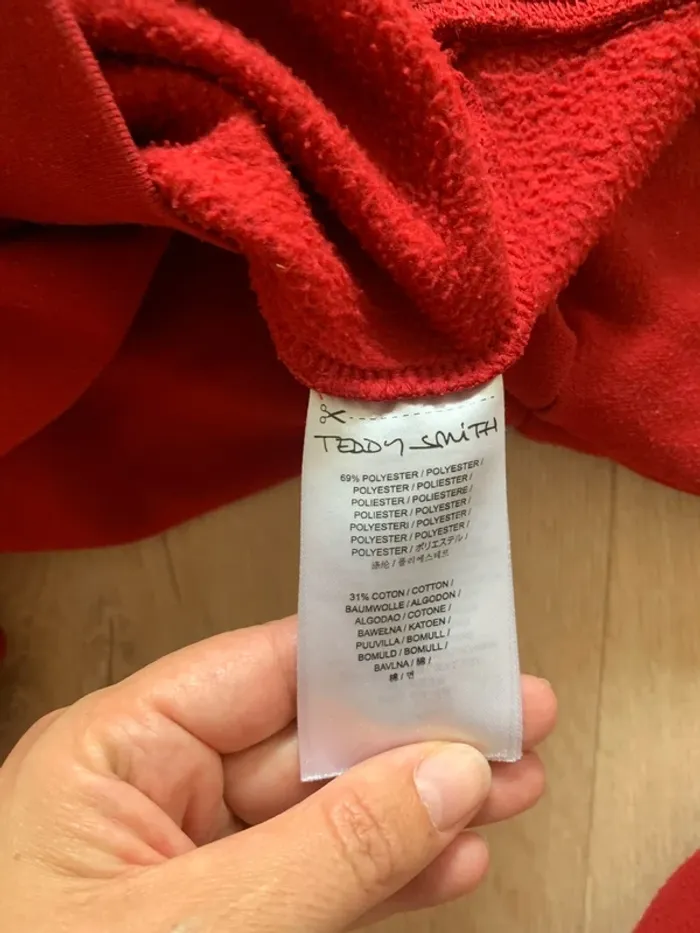 TEDDY SMITH
69% POLYESTER / POLYESTER /
POLYESTER / POLIESTER /
POLIESTER / POLIESTERE /
POLIESTER / POLYESTER /
POLYESTERi / POLYESTER /
POLYESTER / POLYESTER /
POLYESTER / ポリエステル /
涤纶 / 폴리에스테르
31% COTON / COTTON /
BAUMWOLLE / ALGODON /
ALGODAO / COTONE /
BAWEŁNA / KATOEN /
PUUVILLA / BOMULL /
BOMULD / BOMULL /
BAVLNA / 綿 /
棉 / 면